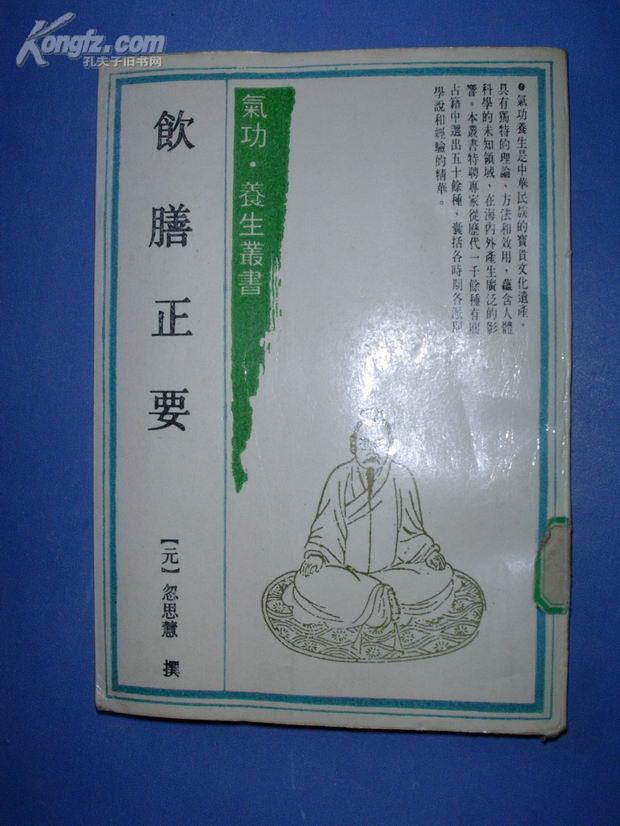 Kongfz.com
孔夫子旧书网
●氣功養生是中華民族的寶貴文化遺產，
具有獨特的理論、方法和效用，蘊含人體
科學的未知領域，在海內外產生廣泛的影
響。本叢書特聘專家從歷代一千餘種有關
古籍中選出五十餘種，囊括各時期各派別
學說和經驗的精華。
氣功·養生叢書
飲膳正要
【元】忽思慧 撰